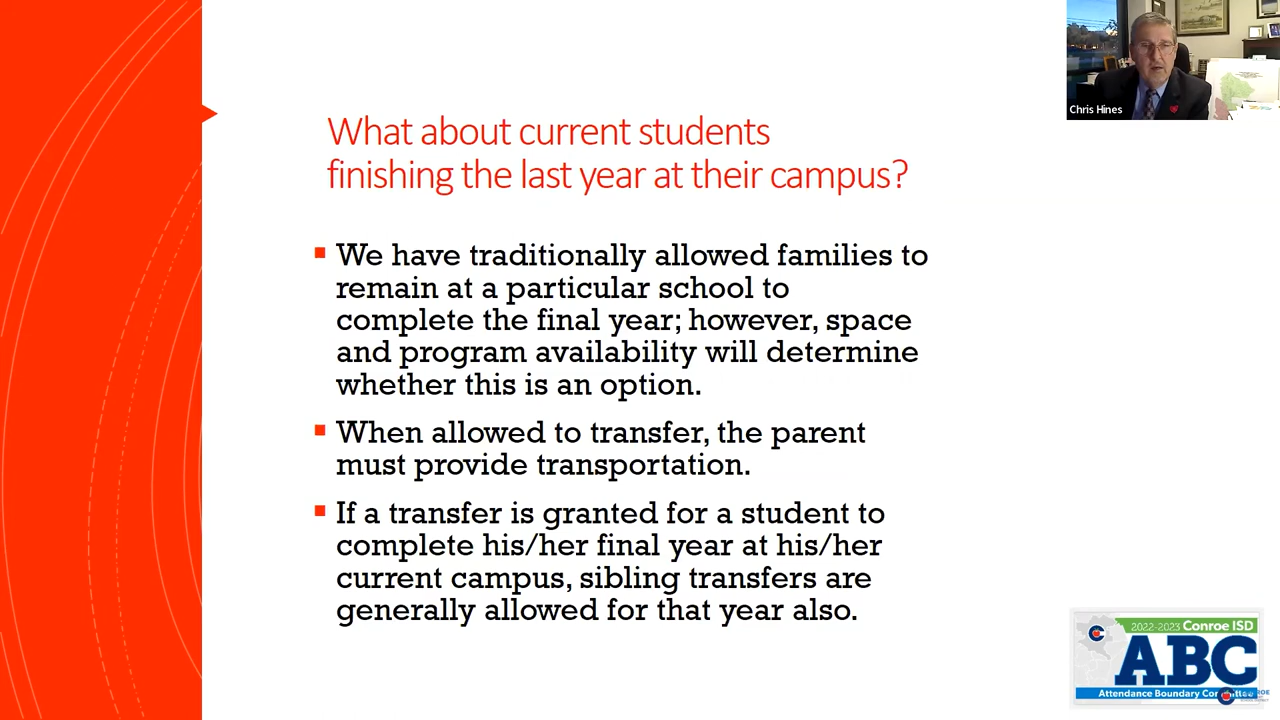 Chris Hines
What about current students
finishing the last year at their campus?
We have traditionally allowed families to
remain at a particular school to
complete the final year; however, space
and program availability will determine
whether this is an option.
When allowed to transfer, the parent
must provide transportation.
If a transfer is granted for a student to
complete his/her final year at his/her
current campus, sibling transfers are
generally allowed for that year also.
2022-2023 Conroe ISD
ABC
Attendance Boundary